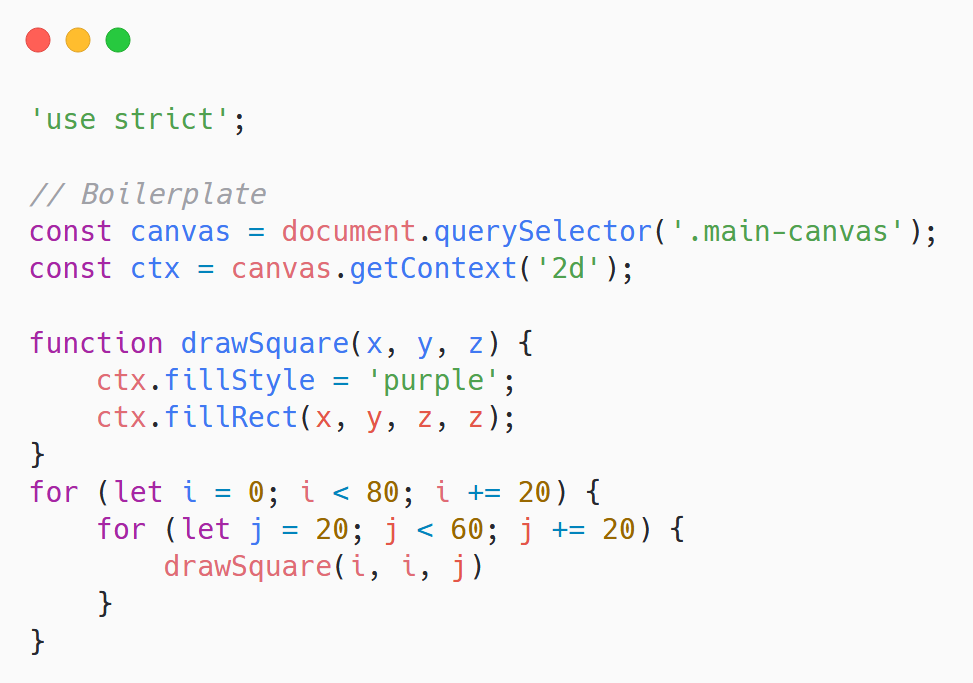 'use strict';
// Boilerplate
const canvas = document.querySelector('.main-canvas');
const ctx = canvas.getContext('2d');
function drawSquare(x, y, z) {
    ctx.fillStyle = 'purple';
    ctx.fillRect(x, y, z, z);
}
for (let i = 0; i < 80; i += 20) {
    for (let j = 20; j < 60; j += 20) {
        drawSquare(i, i, j)
    }
}